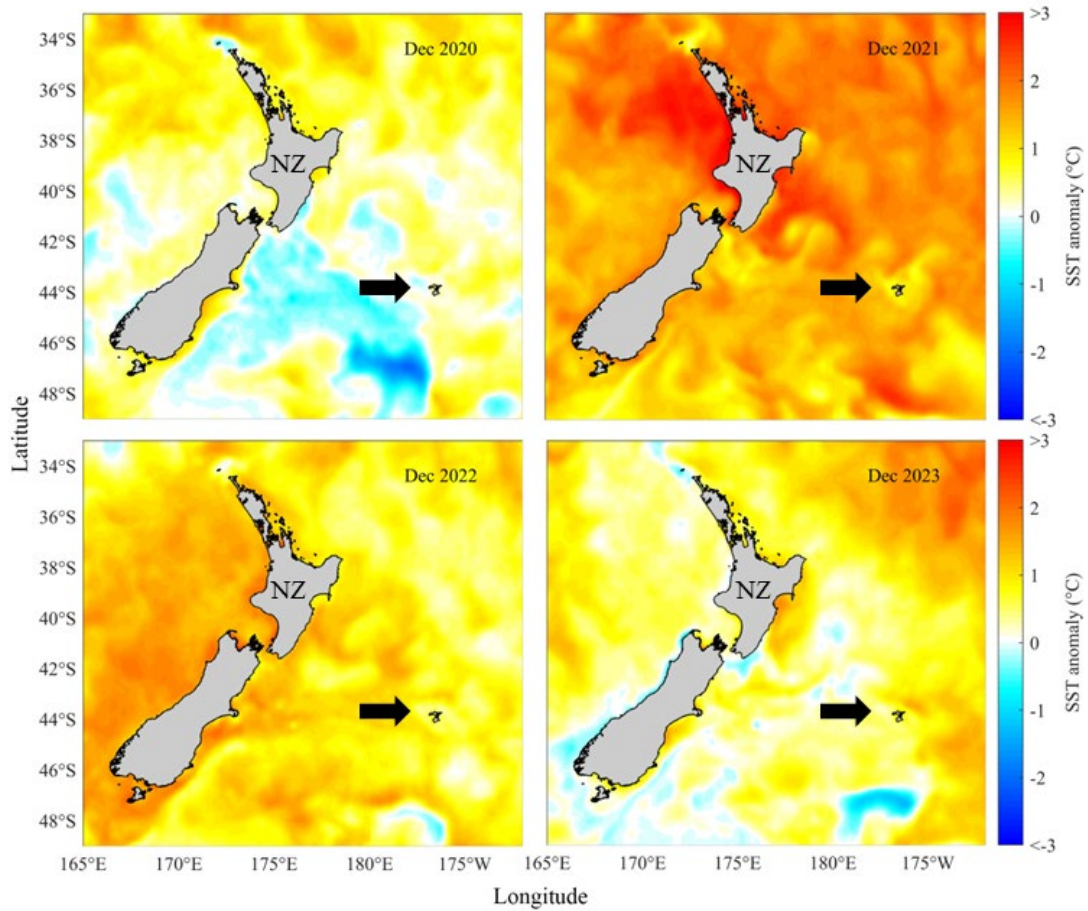 Dec 2020
Dec 2021
NZ
NZ
34°S
36°S
38°S
40°S
42°S
44°S
46°S
48°S
>3
2
1
0
-1
-2
<-3
SST anomaly (°C)
Latitude
Dec 2022
Dec 2023
NZ
NZ
34°S
36°S
38°S
40°S
42°S
44°S
46°S
48°S
>3
2
1
0
-1
-2
<-3
SST anomaly (°C)
165°E
170°E
175°E
180°E
175°W
165°E
170°E
175°E
180°E
175°W
Longitude